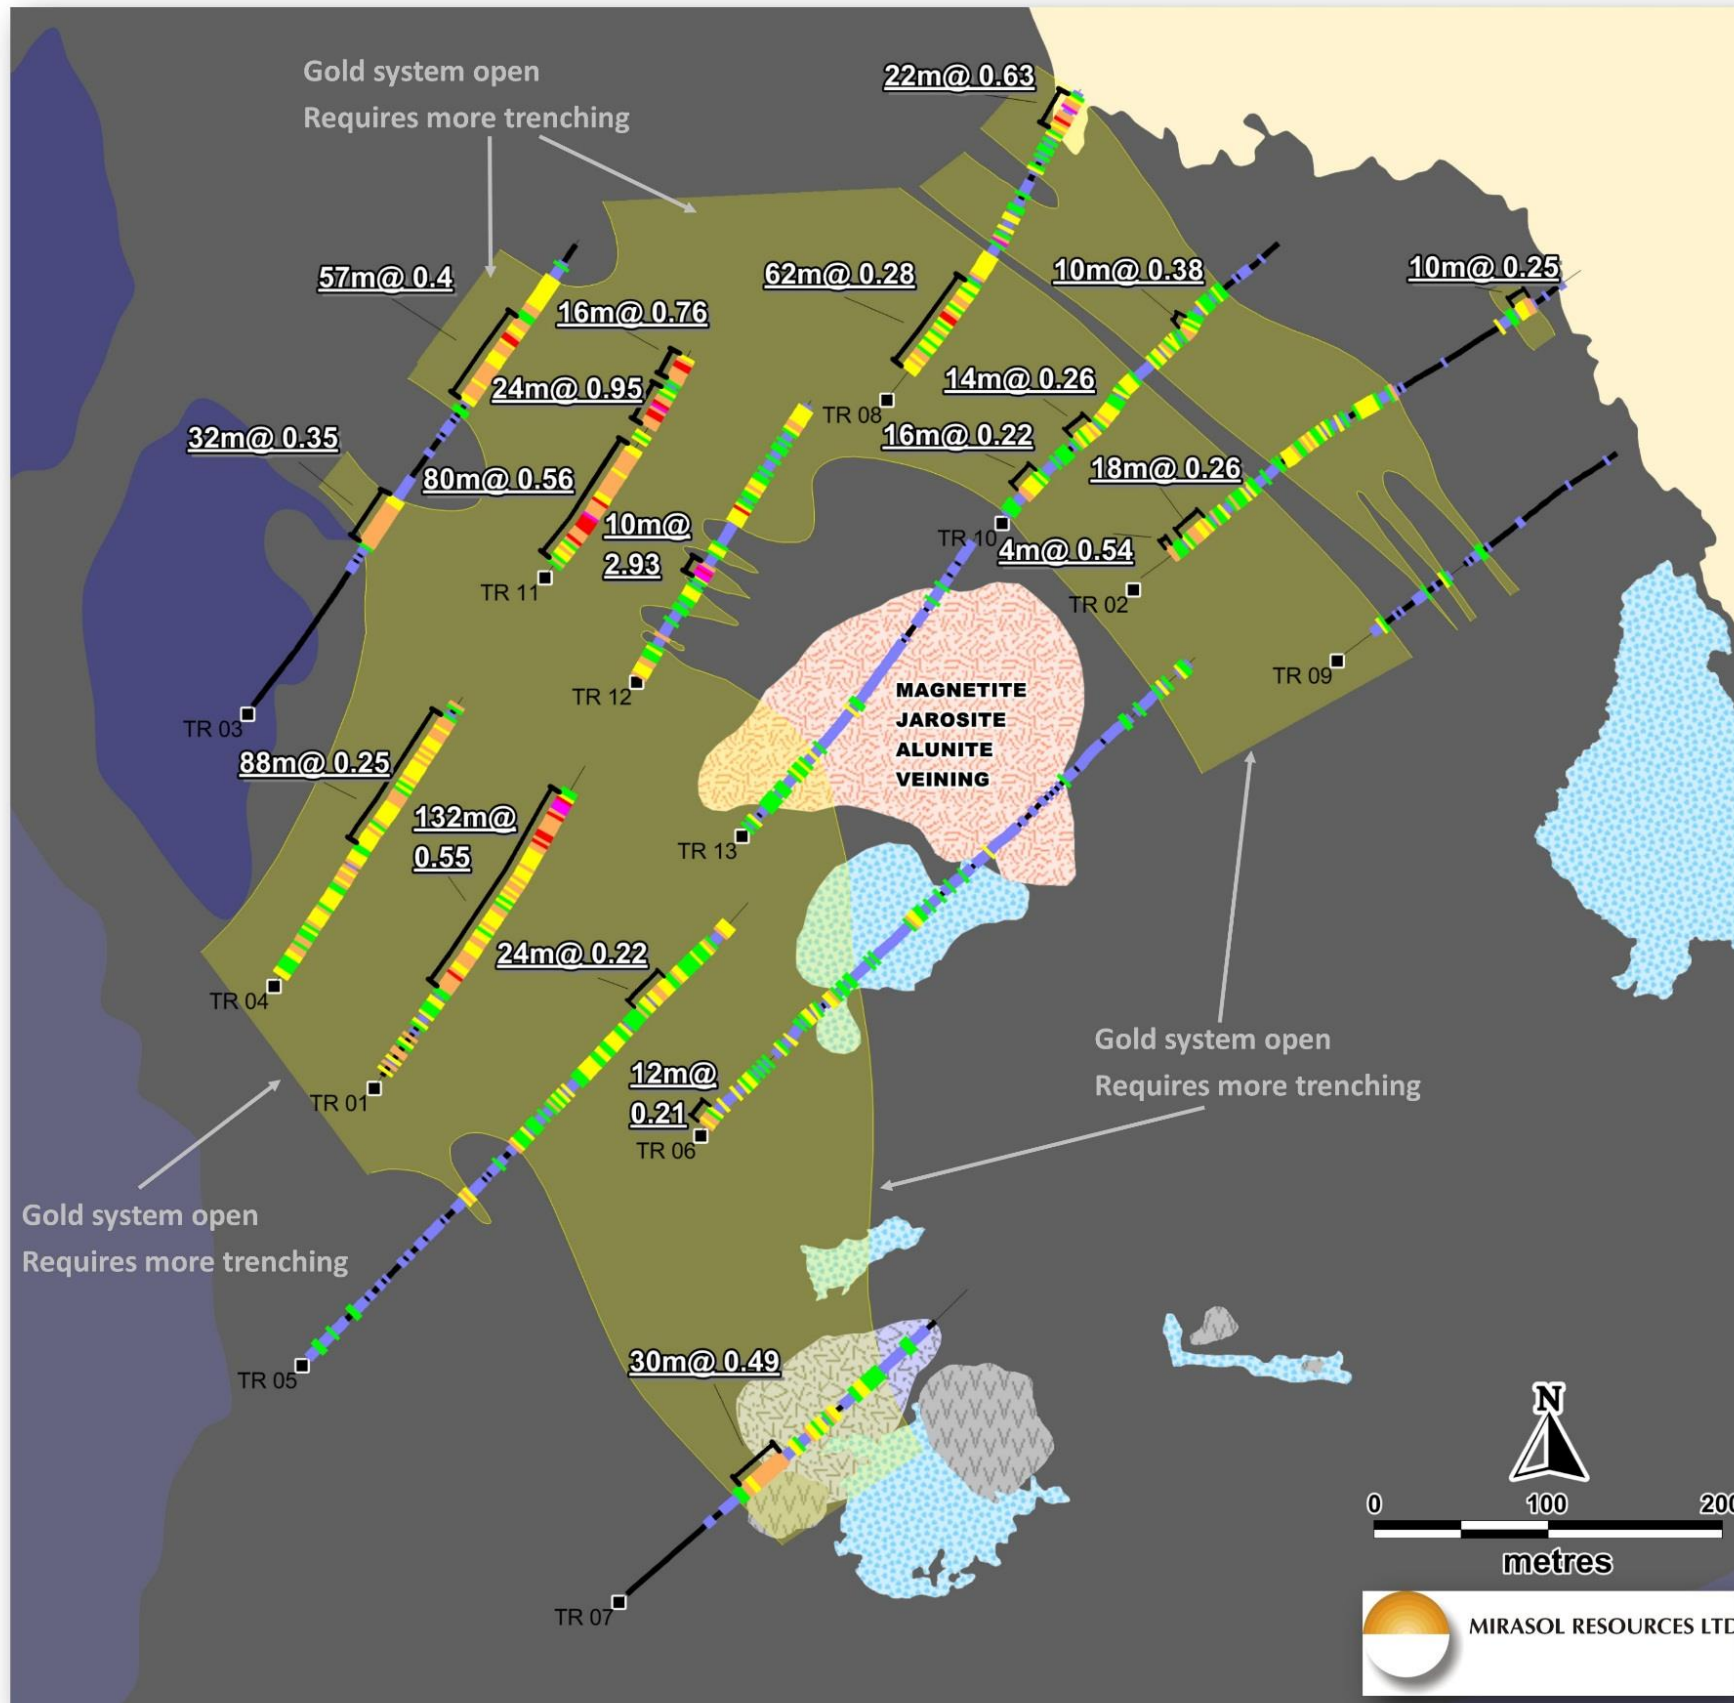 Gold system open
Requires more trenching
22m@ 0.63
57m@ 0.4
16m@ 0.76
62m@ 0.28
10m@ 0.38
10m@ 0.25
24m@ 0.95
14m@ 0.26
TR 08
32m@ 0.35
16m@ 0.22
80m@ 0.56
18m@ 0.26
10m@
2.93
TR 10
4m@ 0.54
TR 11
TR 02
TR 12
TR 09
TR 03
MAGNETITE
JAROSITE
ALUNITE
VEINING
88m@ 0.25
132m@
0.55
TR 13
24m@ 0.22
TR 04
Gold system open
Requires more trenching
12m@
0.21
TR 01
TR 06
Gold system open
Requires more trenching
30m@ 0.49
TR 05
N
0 100 200
metres
TR 07
MIRASOL RESOURCES LTD